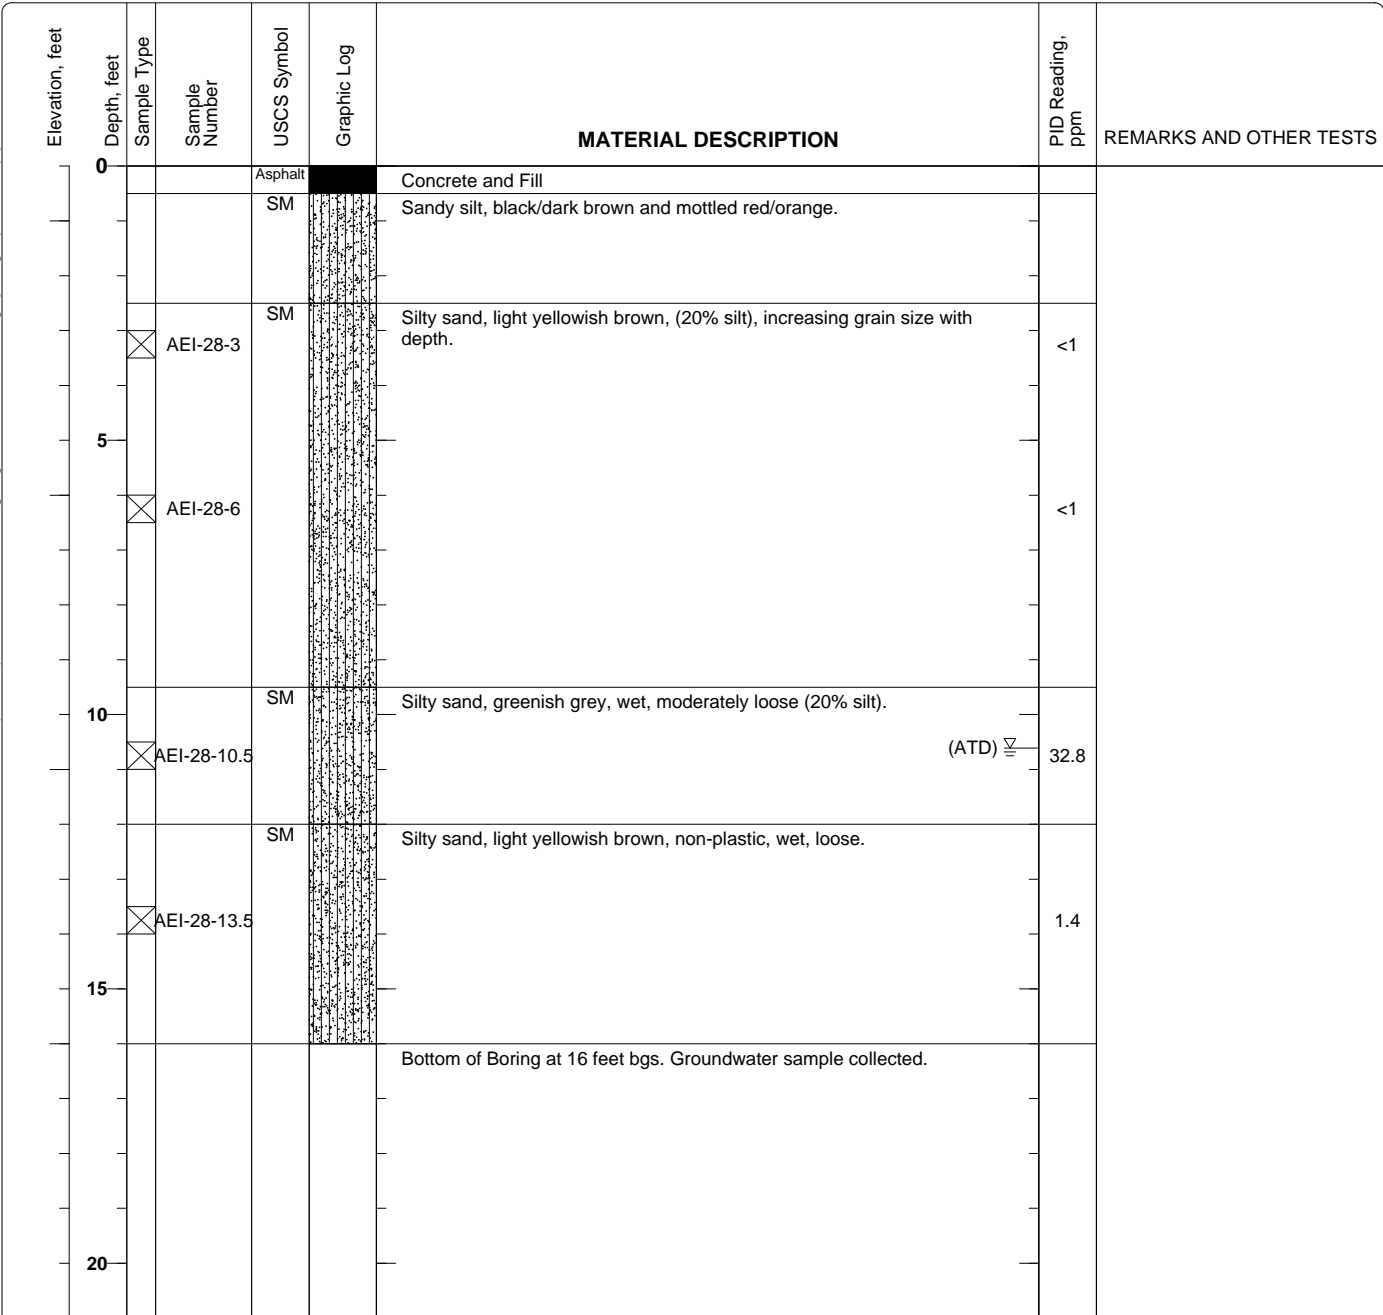 Elevation, feet
Depth, feet
Sample Type
Sample
Number
USCS Symbol
Graphic Log
MATERIAL DESCRIPTION
PID Reading,
ppm
REMARKS AND OTHER TESTS
0
Asphalt
Concrete and Fill
SM
Sandy silt, black/dark brown and mottled red/orange.
SM
Silty sand, light yellowish brown, (20% silt), increasing grain size with
depth.
AEI-28-3
<1
5
AEI-28-6
<1
SM
Silty sand, greenish grey, wet, moderately loose (20% silt).
10
(ATD)
AEI-28-10.5
32.8
SM
Silty sand, light yellowish brown, non-plastic, wet, loose.
AEI-28-13.5
1.4
15
Bottom of Boring at 16 feet bgs. Groundwater sample collected.
20